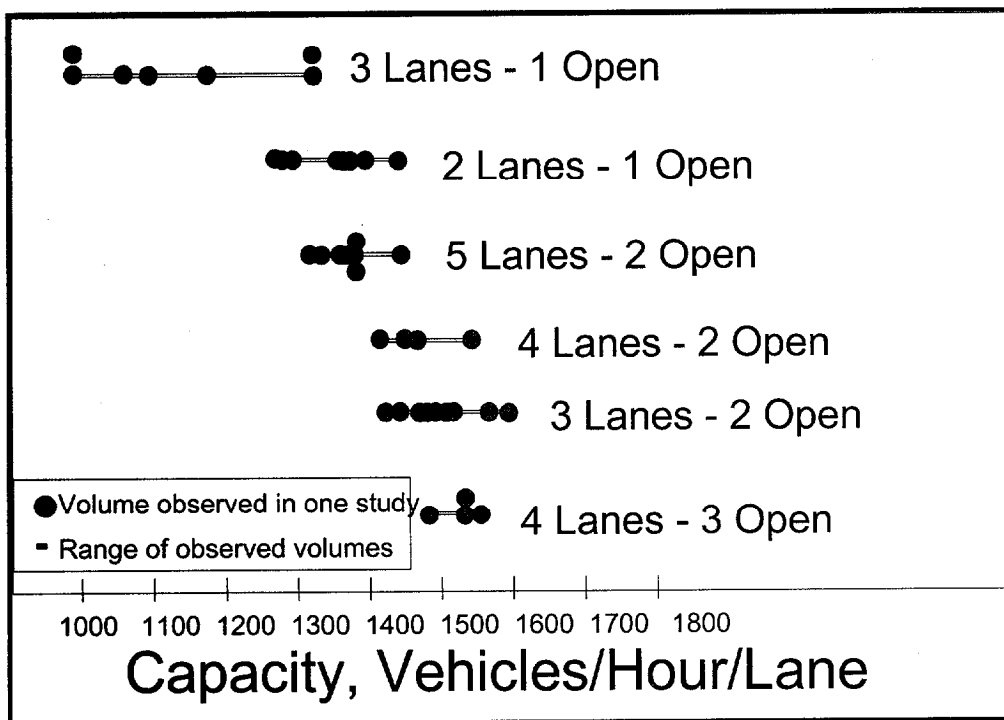 3 Lanes - 1 Open
2 Lanes - 1 Open
5 Lanes - 2 Open
4 Lanes - 2 Open
3 Lanes - 2 Open
4 Lanes - 3 Open
Volume observed in one study
Range of observed volumes
1000 1100 1200 1300 1400 1500 1600 1700 1800
Capacity, Vehicles/Hour/Lane